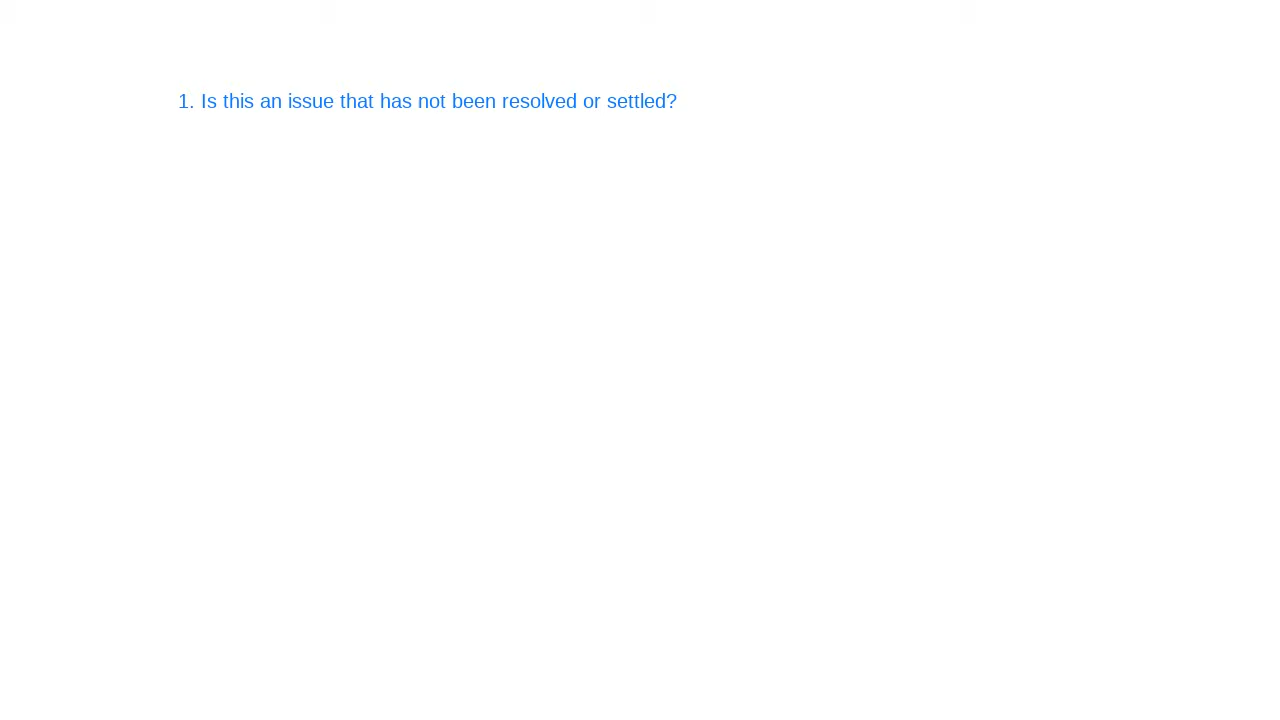 1. Is this an issue that has not been resolved or settled?